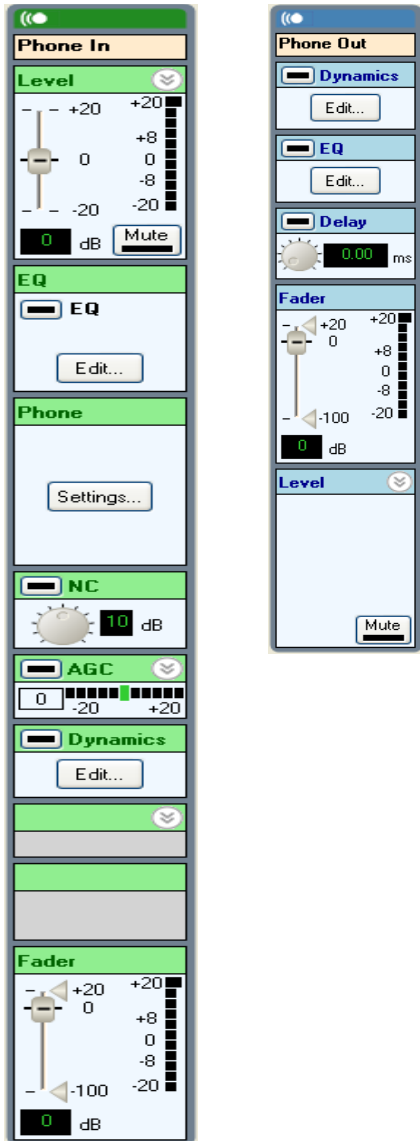 Phone In
Level
+20 +20
+8
0 0
-8
-20 -20
0 dB Mute
EQ
EQ
Edit...
Phone
Settings...
NC
10 dB
AGC
0 -20 +20
Dynamics
Edit...
Fader
+20 +20
0
+8
0
-8
-100 -20
0 dB
Phone Out
Dynamics
Edit...
EQ
Edit...
Delay
0.00 ms
Fader
+20 +20
0
+8
0
-8
-100 -20
0 dB
Level
Mute